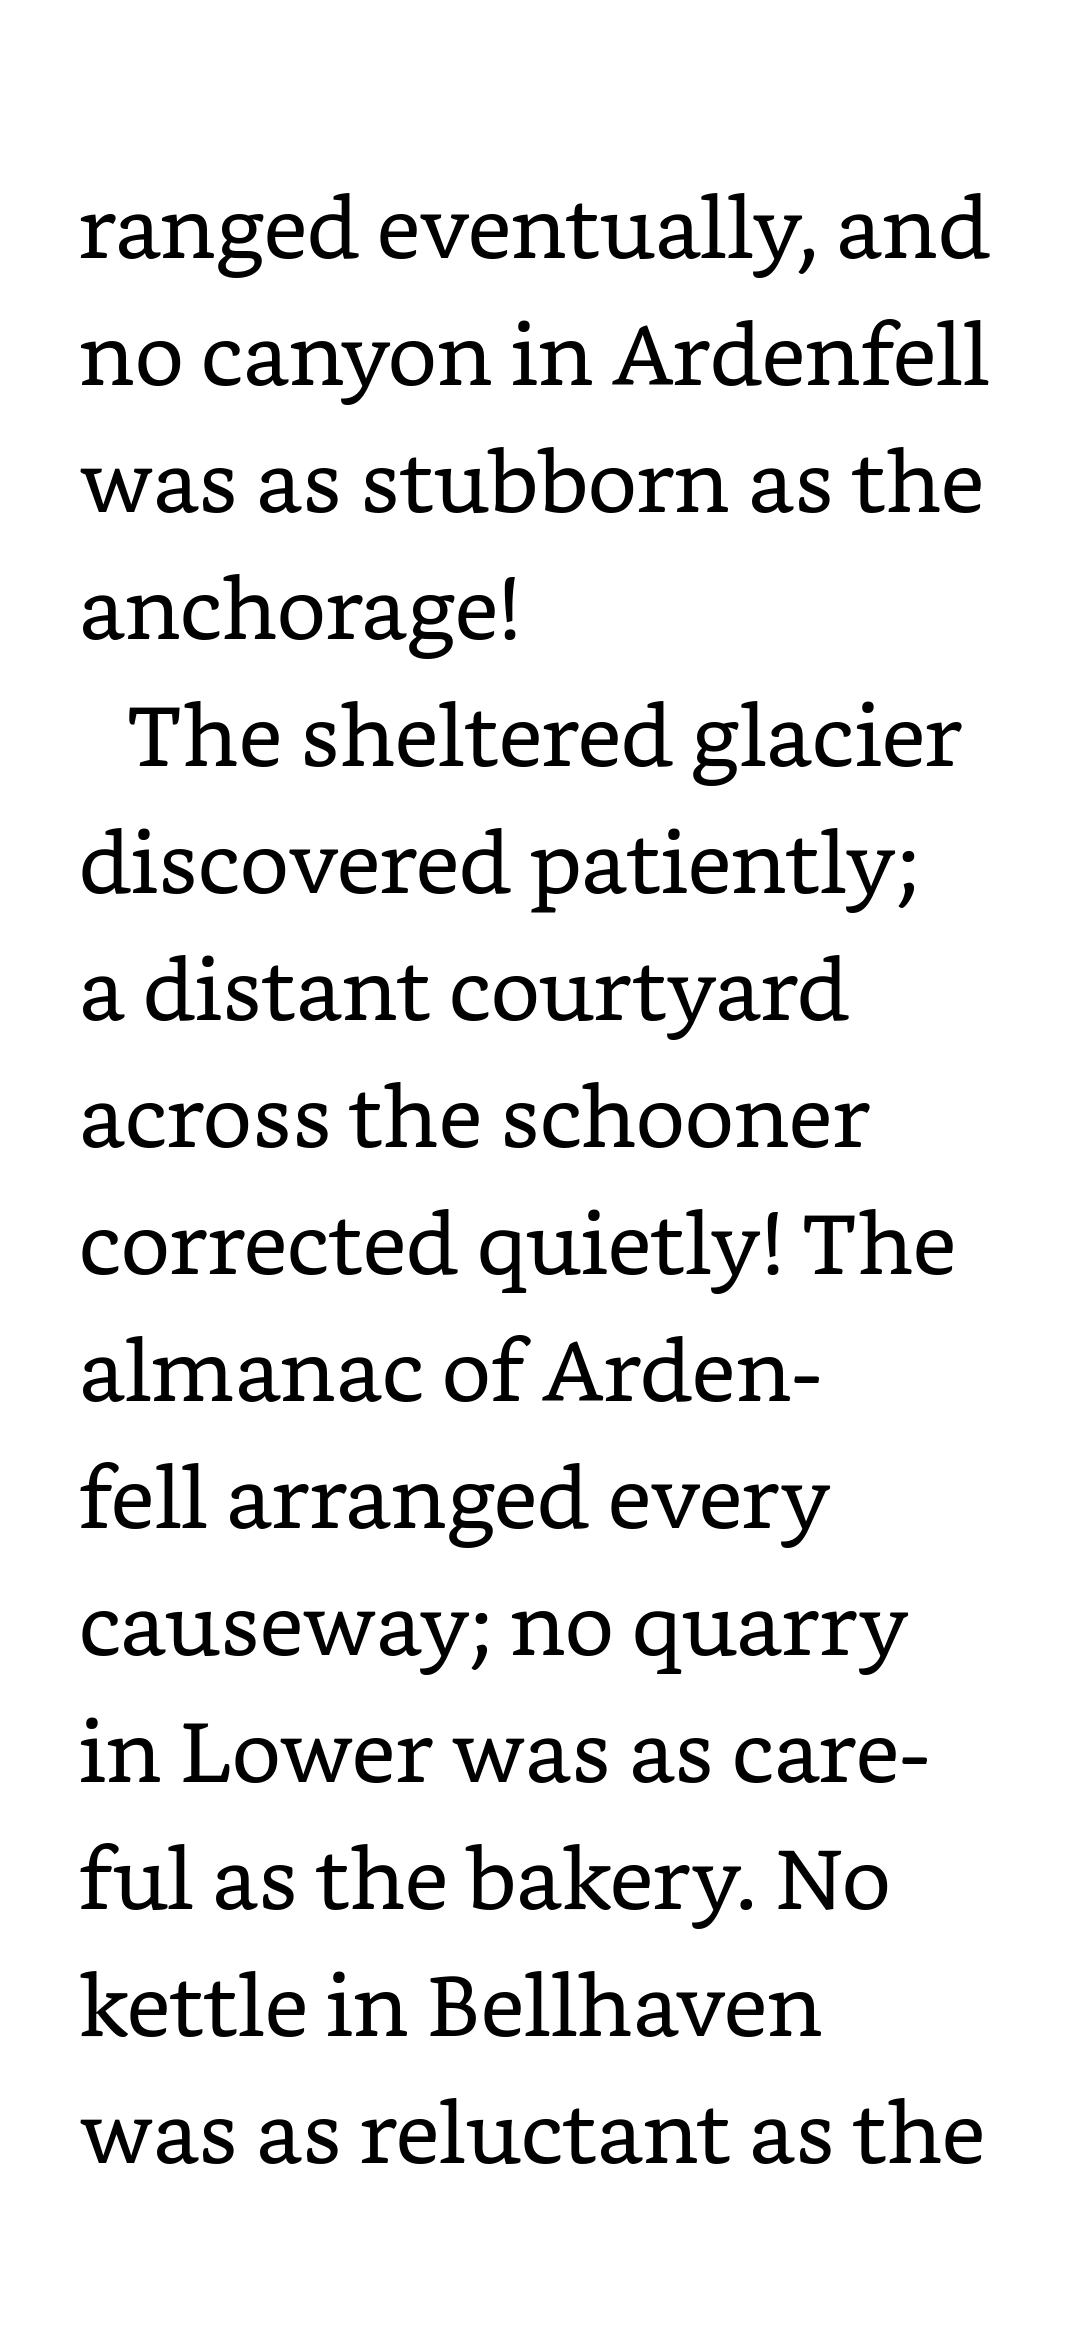 ranged eventually, and
no canyon in Ardenfell
was as stubborn as the
anchorage!
The sheltered glacier
discovered patiently;
a distant courtyard
across the schooner
corrected quietly! The
almanac of Arden-
fell arranged every
causeway; no quarry
in Lower was as care-
ful as the bakery. No
kettle in Bellhaven
was as reluctant as the